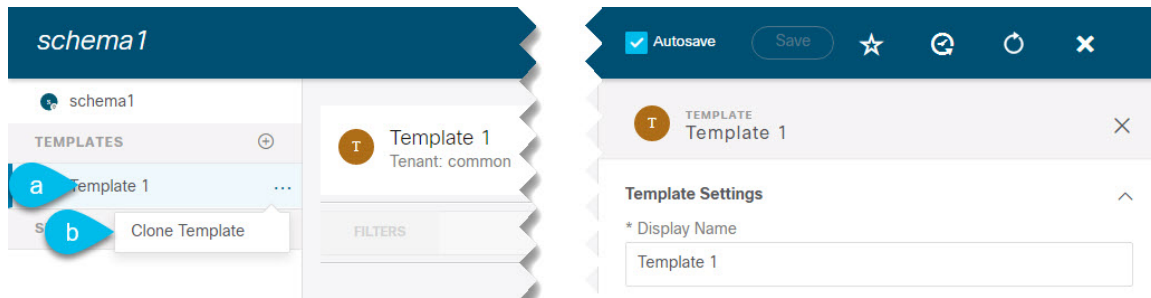 schema1
schema1
TEMPLATES
a
Template 1
...
b
Clone Template
T
Template 1
Tenant: common
FILTERS
Autosave
Save
T
TEMPLATE
Template 1
Template Settings
* Display Name
Template 1